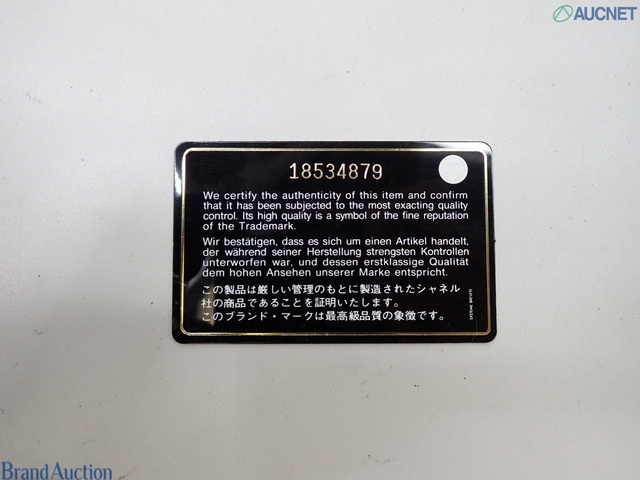 AUCNET
18534879
We certify the authenticity of this item and confirm
that it has been subjected to the most exacting quality
control. Its high quality is a symbol of the fine reputation
of the Trademark.
Wir bestätigen, dass es sich um einen Artikel handelt,
der während seiner Herstellung strengsten Kontrollen
unterworfen war, und dessen erstklassige Qualität
dem hohen Ansehen unserer Marke entspricht.
この製品は厳しい管理のもとに製造されたシャネル
社の商品であることを証明いたします。
このブランド・マークは最高級品質の象徴です。
Brand Auction